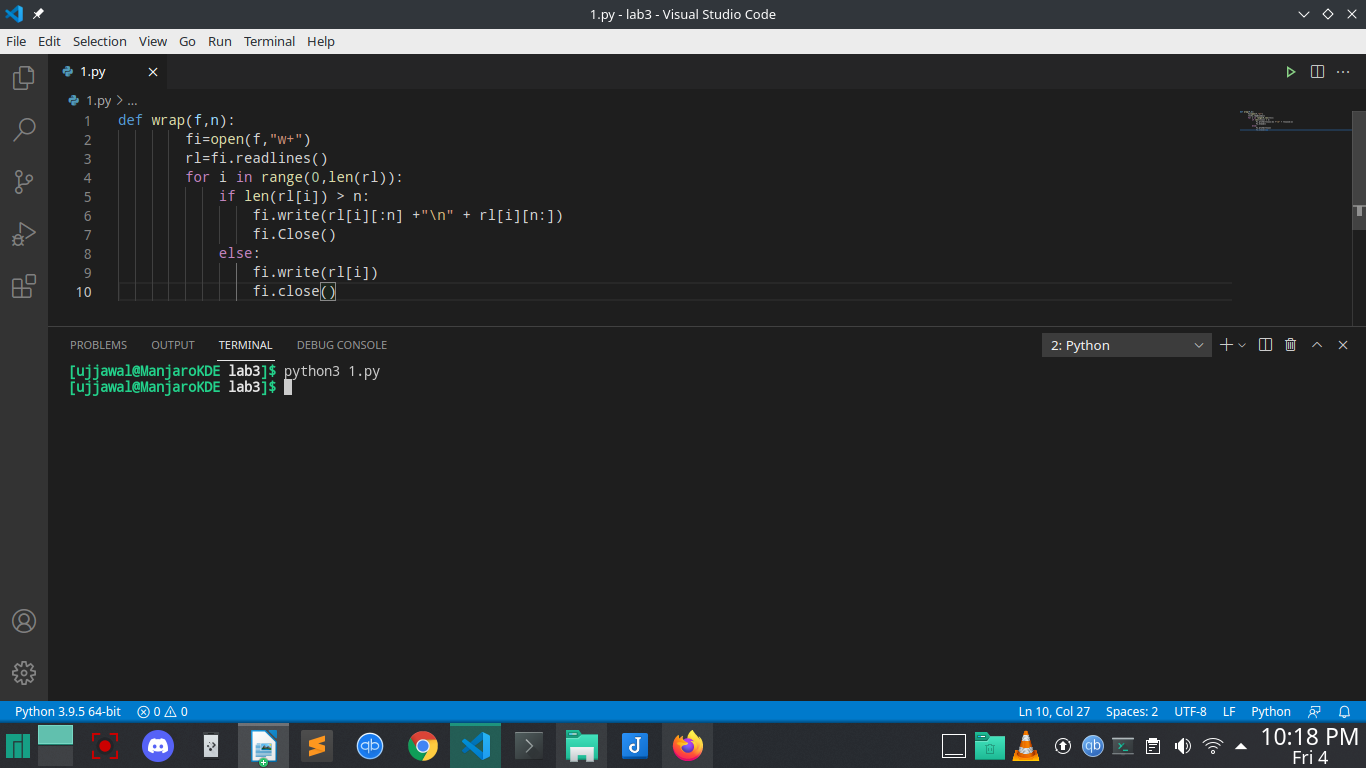 1.py - lab3 - Visual Studio Code
File Edit Selection View Go Run Terminal Help
1.py
1.py > ...
1 def wrap(f,n):
2 fi=open(f,"w+")
3 rl=fi.readlines()
4 for i in range(0,len(rl)):
5 if len(rl[i]) > n:
6 fi.write(rl[i][:n] +"\n" + rl[i][n:])
7 fi.Close()
8 else:
9 fi.write(rl[i])
10 fi.close()
PROBLEMS OUTPUT TERMINAL DEBUG CONSOLE 2: Python
[ujjawal@ManjaroKDE lab3]$ python3 1.py
[ujjawal@ManjaroKDE lab3]$
Python 3.9.5 64-bit 0 0 Ln 10, Col 27 Spaces: 2 UTF-8 LF Python
qb qb 10:18 PM
Fri 4